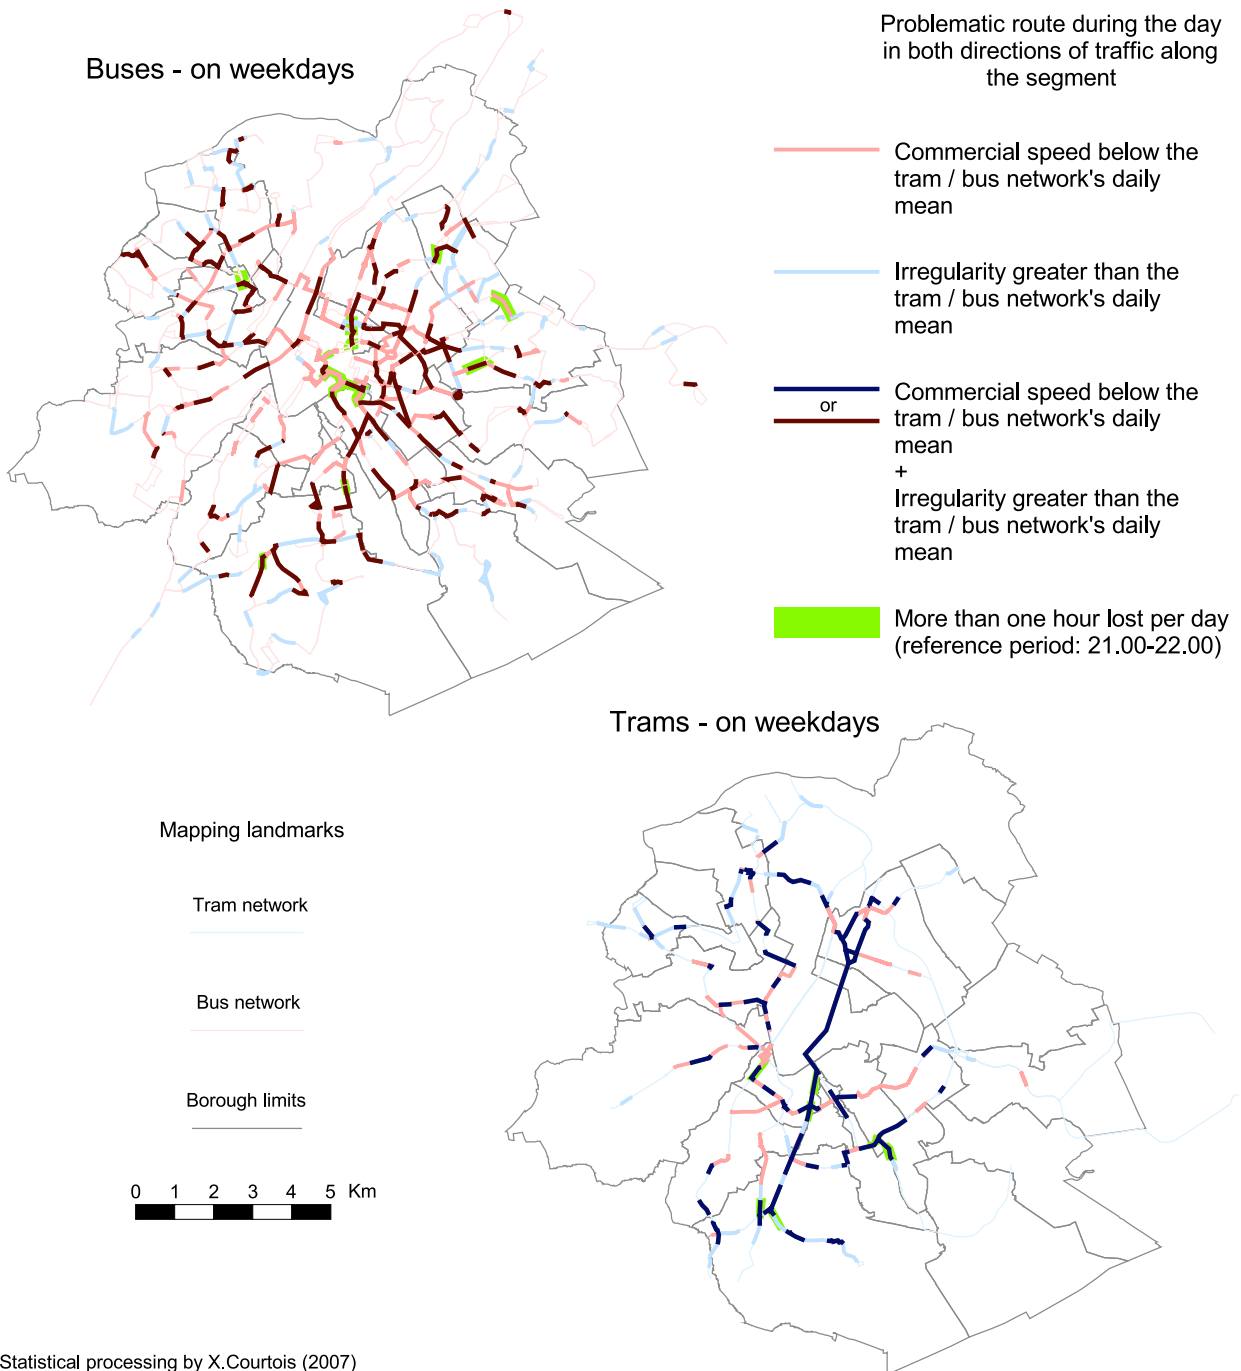 Buses - on weekdays
Problematic route during the day
in both directions of traffic along
the segment
Commercial speed below the
tram / bus network's daily
mean
Irregularity greater than the
tram / bus network's daily
mean
or
Commercial speed below the
tram / bus network's daily
mean
+
Irregularity greater than the
tram / bus network's daily
mean
More than one hour lost per day
(reference period: 21.00-22.00)
Trams - on weekdays
Mapping landmarks
Tram network
Bus network
Borough limits
0 1 2 3 4 5 Km
Statistical processing by X.Courtois (2007)